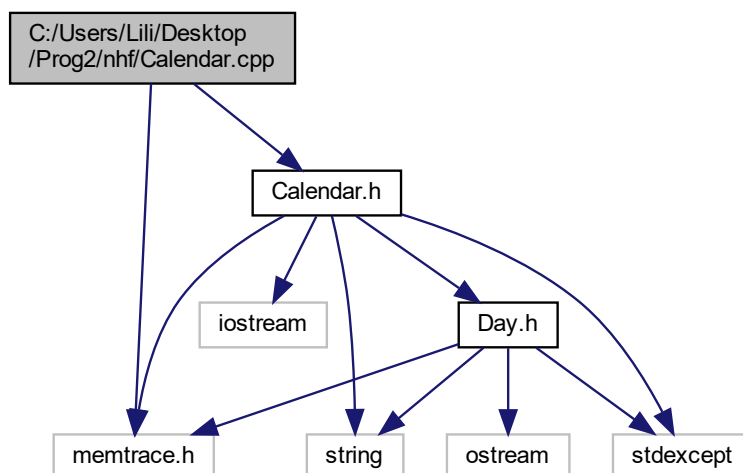 C:/Users/Lili/Desktop
/Prog2/nhf/Calendar.cpp
Calendar.h
iostream
Day.h
memtrace.h
string
ostream
stdexcept